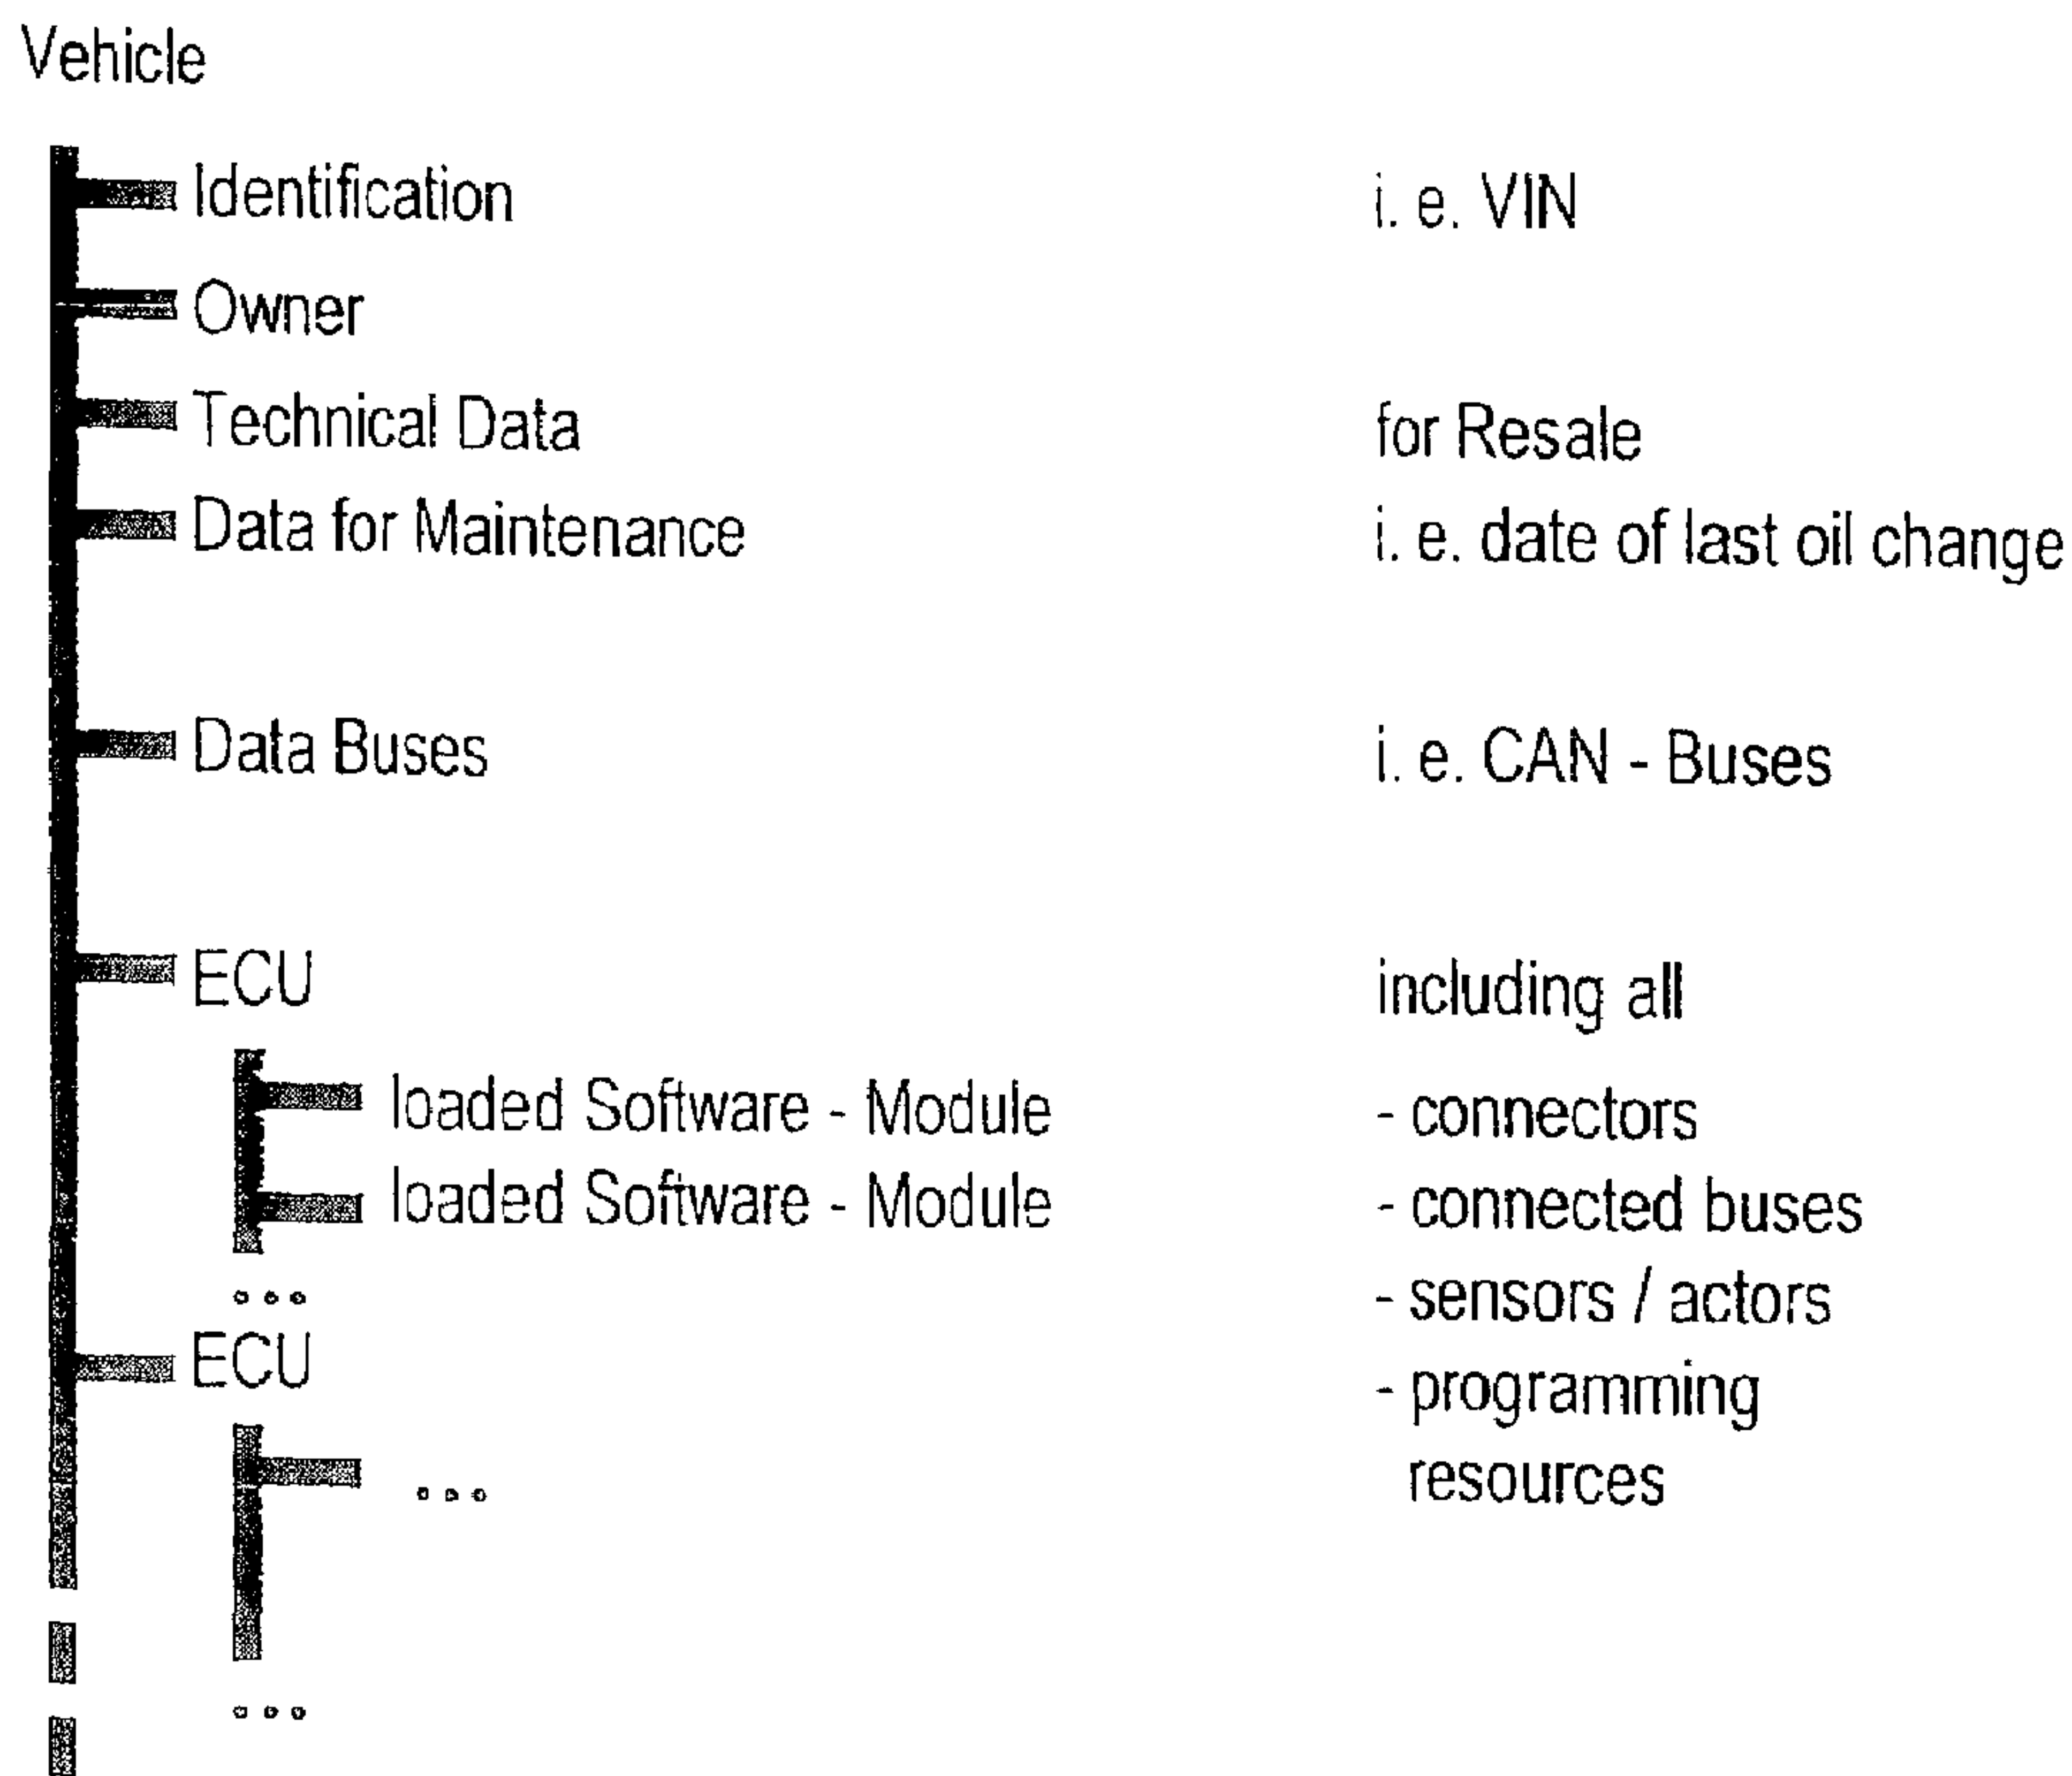 Vehicle
Identification i. e. VIN
Owner
Technical Data for Resale
Data for Maintenance i. e. date of last oil change
Data Buses i. e. CAN - Buses
ECU including all
loaded Software - Module - connectors
loaded Software - Module - connected buses
... - sensors / actors
ECU - programming
... resources
...